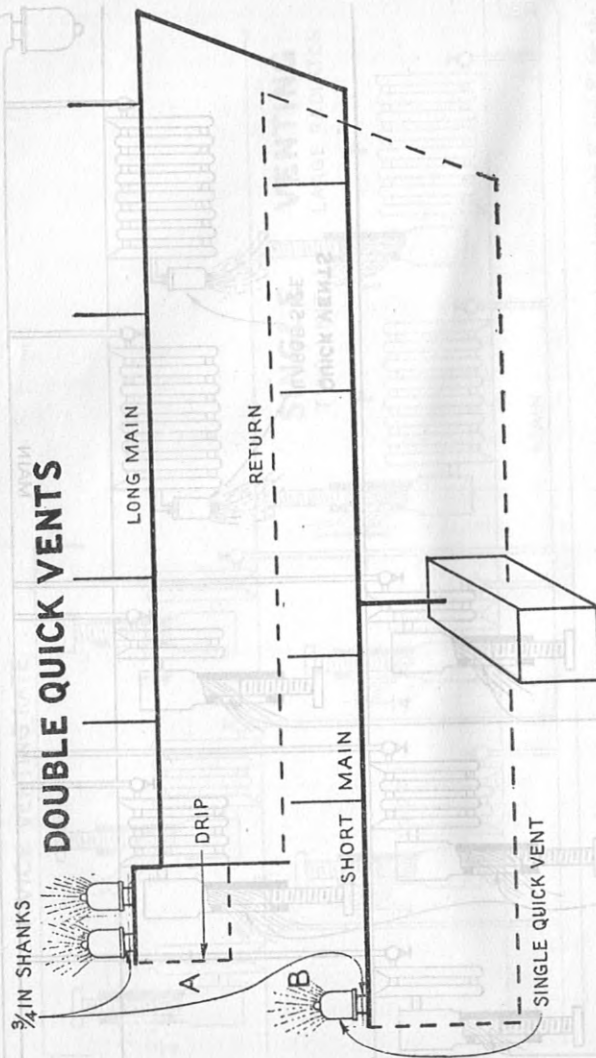 DOUBLE QUICK VENTS
¾ IN SHANKS
LONG MAIN
RETURN
A
DRIP
SHORT MAIN
B
SINGLE QUICK VENT